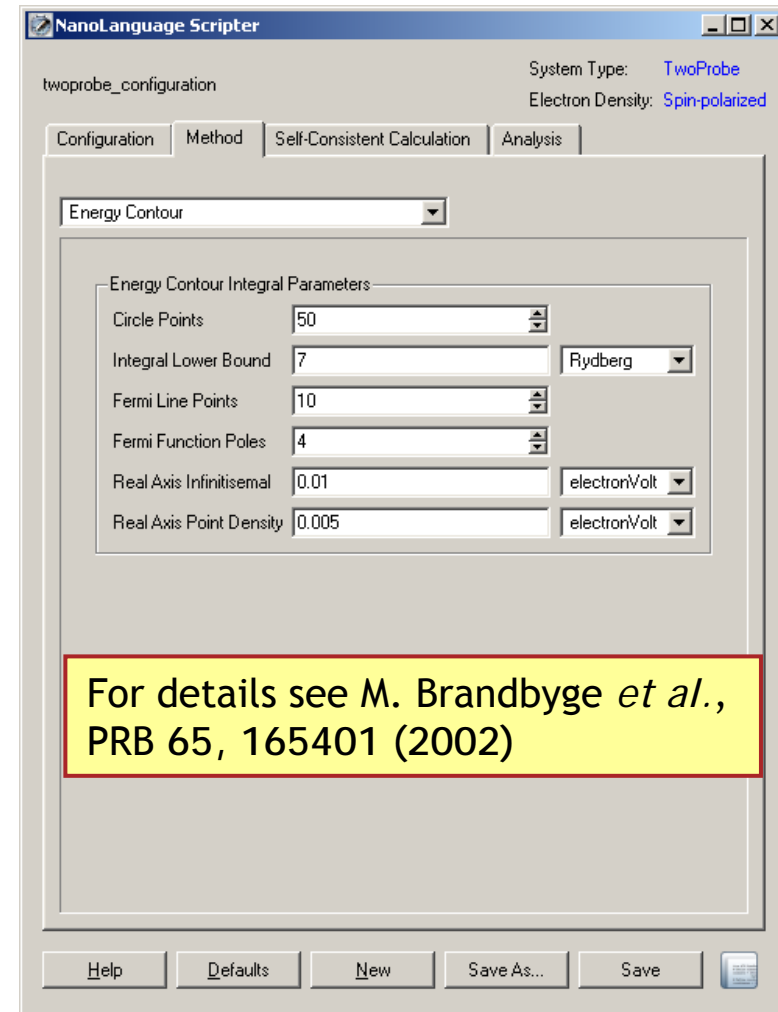 NanoLanguage Scripter
twoprobe_configuration
System Type: TwoProbe
Electron Density: Spin-polarized
Configuration Method Self-Consistent Calculation Analysis
Energy Contour
Energy Contour Integral Parameters
Circle Points 50
Integral Lower Bound 7 Rydberg
Fermi Line Points 10
Fermi Function Poles 4
Real Axis Infinitisemal 0.01 electronVolt
Real Axis Point Density 0.005 electronVolt
For details see M. Brandbyge et al.,
PRB 65, 165401 (2002)
Help Defaults New Save As... Save